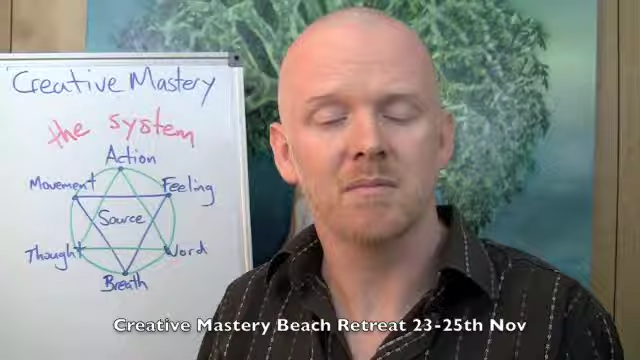 Creative Mastery
the system
Action
Movement
Feeling
Source
Thought
Word
Breath
Creative Mastery Beach Retreat 23-25th Nov